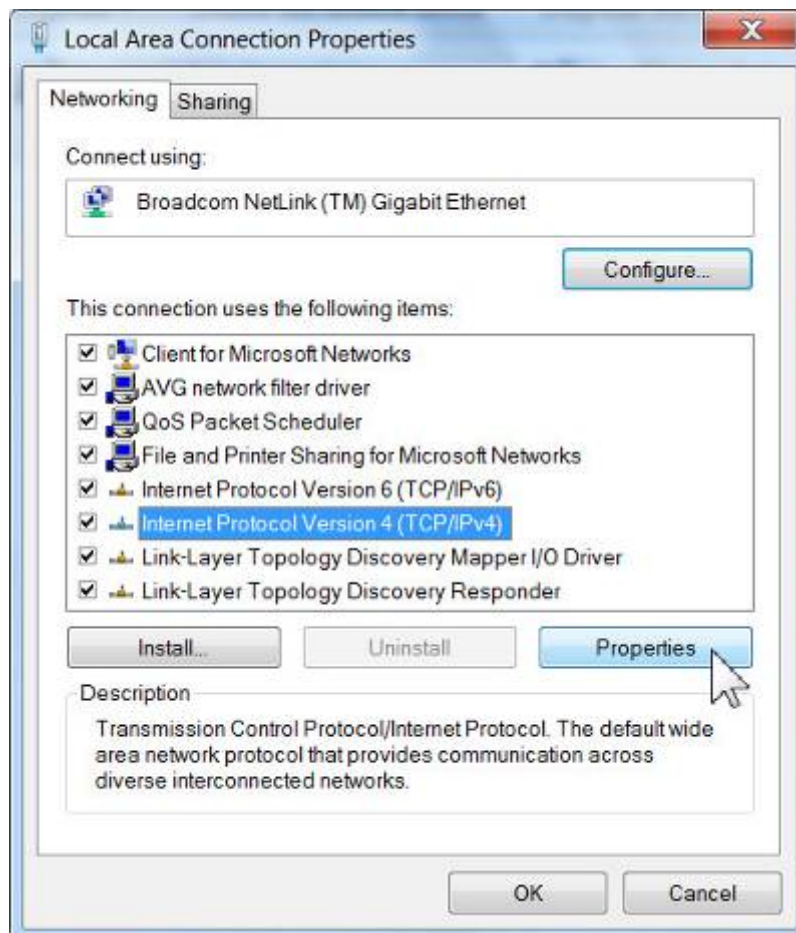 Local Area Connection Properties
Networking
Sharing
Connect using:
Broadcom NetLink (TM) Gigabit Ethernet
Configure...
This connection uses the following items:
Client for Microsoft Networks
AVG network filter driver
QoS Packet Scheduler
File and Printer Sharing for Microsoft Networks
Internet Protocol Version 6 (TCP/IPv6)
Internet Protocol Version 4 (TCP/IPv4)
Link-Layer Topology Discovery Mapper I/O Driver
Link-Layer Topology Discovery Responder
Install...
Uninstall
Properties
Description
Transmission Control Protocol/Internet Protocol. The default wide
area network protocol that provides communication across
diverse interconnected networks.
OK
Cancel